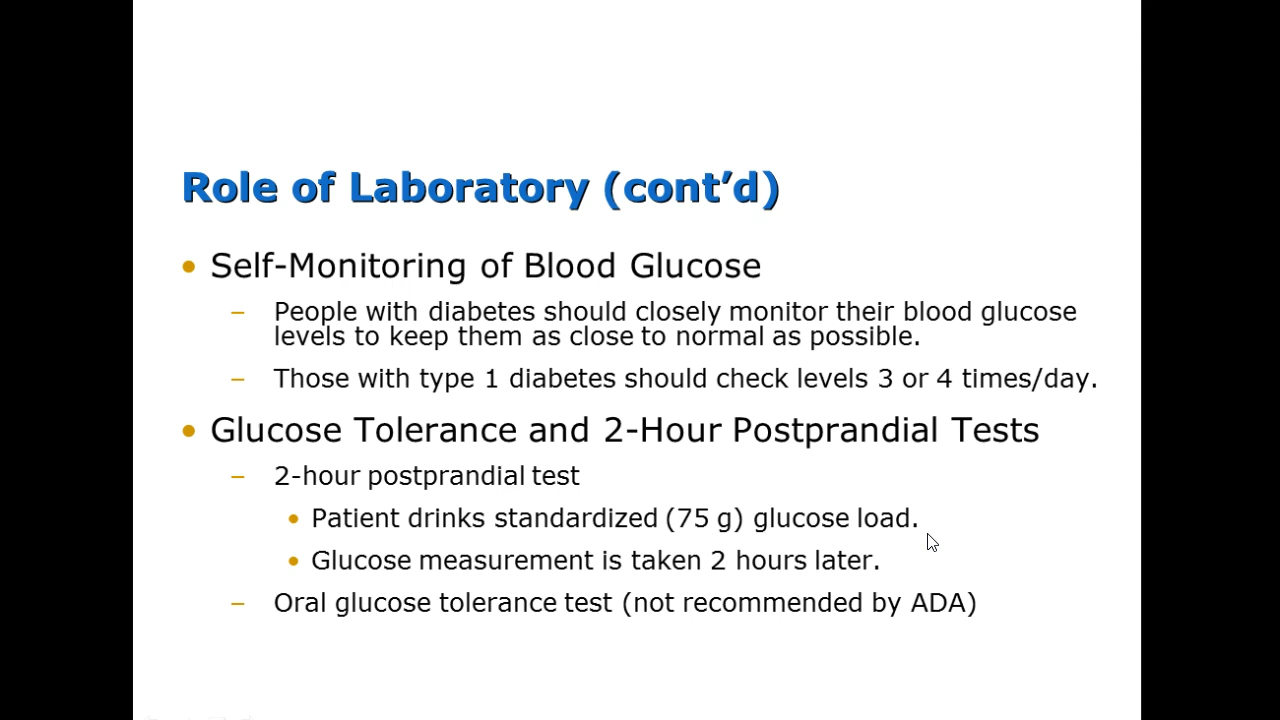 Role of Laboratory (cont’d)
• Self-Monitoring of Blood Glucose
– People with diabetes should closely monitor their blood glucose
levels to keep them as close to normal as possible.
– Those with type 1 diabetes should check levels 3 or 4 times/day.
• Glucose Tolerance and 2-Hour Postprandial Tests
– 2-hour postprandial test
• Patient drinks standardized (75 g) glucose load.
• Glucose measurement is taken 2 hours later.
– Oral glucose tolerance test (not recommended by ADA)